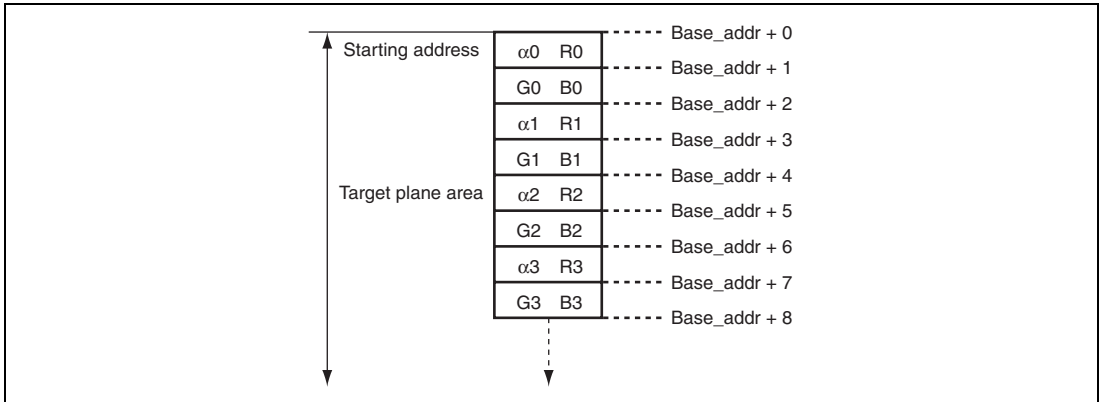 Starting address
Target plane area
α0 R0
G0 B0
α1 R1
G1 B1
α2 R2
G2 B2
α3 R3
G3 B3
Base_addr + 0
Base_addr + 1
Base_addr + 2
Base_addr + 3
Base_addr + 4
Base_addr + 5
Base_addr + 6
Base_addr + 7
Base_addr + 8